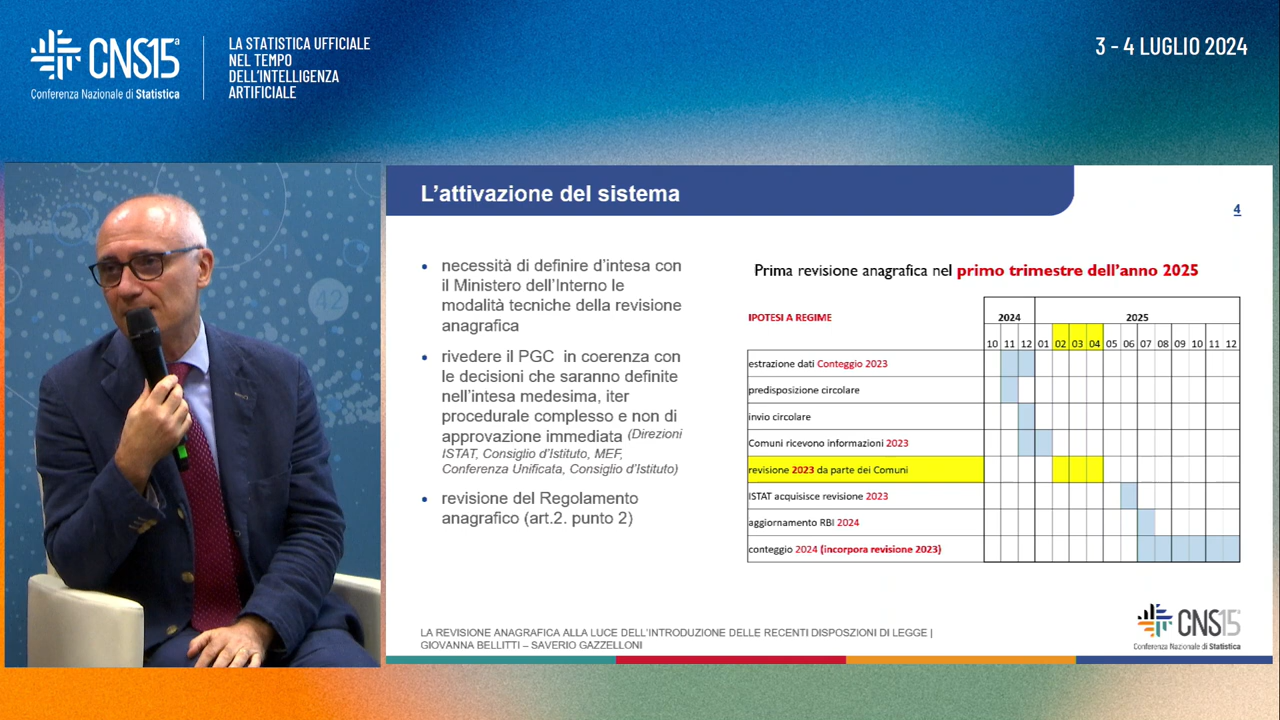 CNS15ª
Conferenza Nazionale di Statistica
LA STATISTICA UFFICIALE
NEL TEMPO
DELL'INTELLIGENZA
ARTIFICIALE
3 - 4 LUGLIO 2024
42
L'attivazione del sistema
4
• necessità di definire d'intesa con
il Ministero dell'Interno le
modalità tecniche della revisione
anagrafica
• rivedere il PGC in coerenza con
le decisioni che saranno definite
nell'intesa medesima, iter
procedurale complesso e non di
approvazione immediata (Direzioni
ISTAT, Consiglio d'Istituto, MEF,
Conferenza Unificata, Consiglio d'Istituto)
• revisione del Regolamento
anagrafico (art.2. punto 2)
Prima revisione anagrafica nel primo trimestre dell'anno 2025
IPOTESI A REGIME 2024 2025
10 11 12 01 02 03 04 05 06 07 08 09 10 11 12
estrazione dati Conteggio 2023
predisposizione circolare
invio circolare
Comuni ricevono informazioni 2023
revisione 2023 da parte dei Comuni
ISTAT acquisisce revisione 2023
aggiornamento RBI 2024
conteggio 2024 (incorpora revisione 2023)
LA REVISIONE ANAGRAFICA ALLA LUCE DELL'INTRODUZIONE DELLE RECENTI DISPOSZIONI DI LEGGE |
GIOVANNA BELLITTI – SAVERIO GAZZELLONI
CNS15ª
Conferenza Nazionale di Statistica